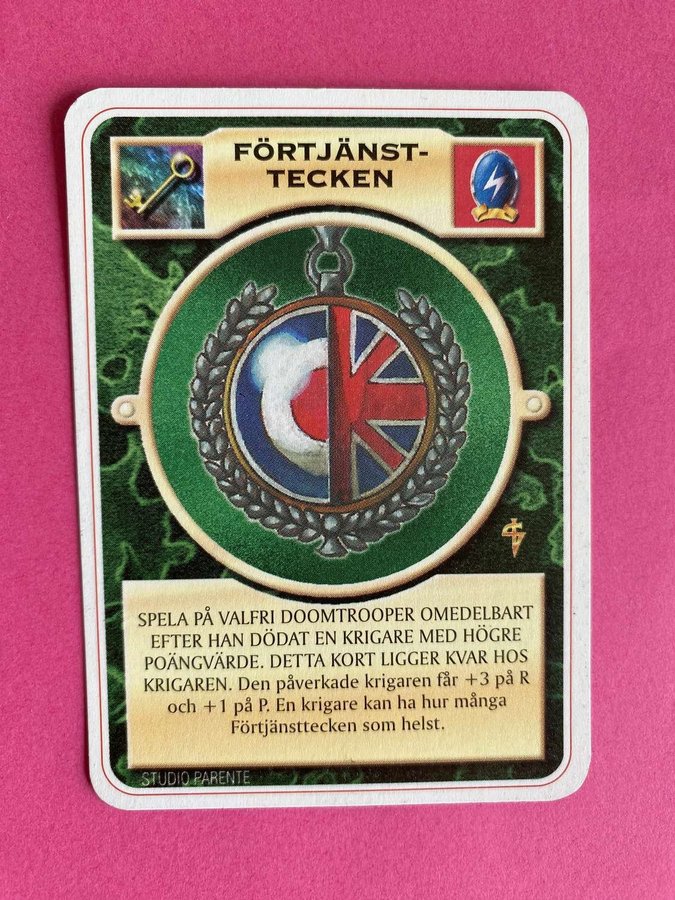 FÖRTJÄNST-
TECKEN
SPELA PÅ VALFRI DOOMTROOPER OMEDELBART
EFTER HAN DÖDAT EN KRIGARE MED HÖGRE
POÄNGVÄRDE. DETTA KORT LIGGER KVAR HOS
KRIGAREN. Den påverkade krigaren får +3 på R
och +1 på P. En krigare kan ha hur många
Förtjänsttecken som helst.
STUDIO PARENTE